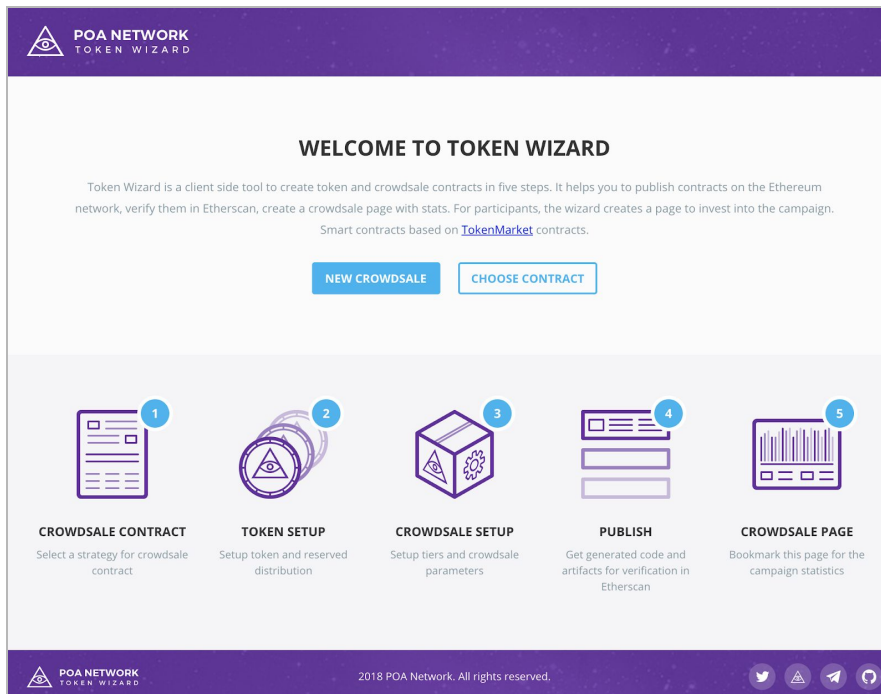 POA NETWORK
TOKEN WIZARD
WELCOME TO TOKEN WIZARD
Token Wizard is a client side tool to create token and crowdsale contracts in five steps. It helps you to publish contracts on the Ethereum
network, verify them in Etherscan, create a crowdsale page with stats. For participants, the wizard creates a page to invest into the campaign.
Smart contracts based on TokenMarket contracts.
NEW CROWDSALE
CHOOSE CONTRACT
1
2
3
4
5
CROWDSALE CONTRACT
Select a strategy for crowdsale
contract
TOKEN SETUP
Setup token and reserved
distribution
CROWDSALE SETUP
Setup tiers and crowdsale
parameters
PUBLISH
Get generated code and
artifacts for verification in
Etherscan
CROWDSALE PAGE
Bookmark this page for the
campaign statistics
POA NETWORK
TOKEN WIZARD
2018 POA Network. All rights reserved.